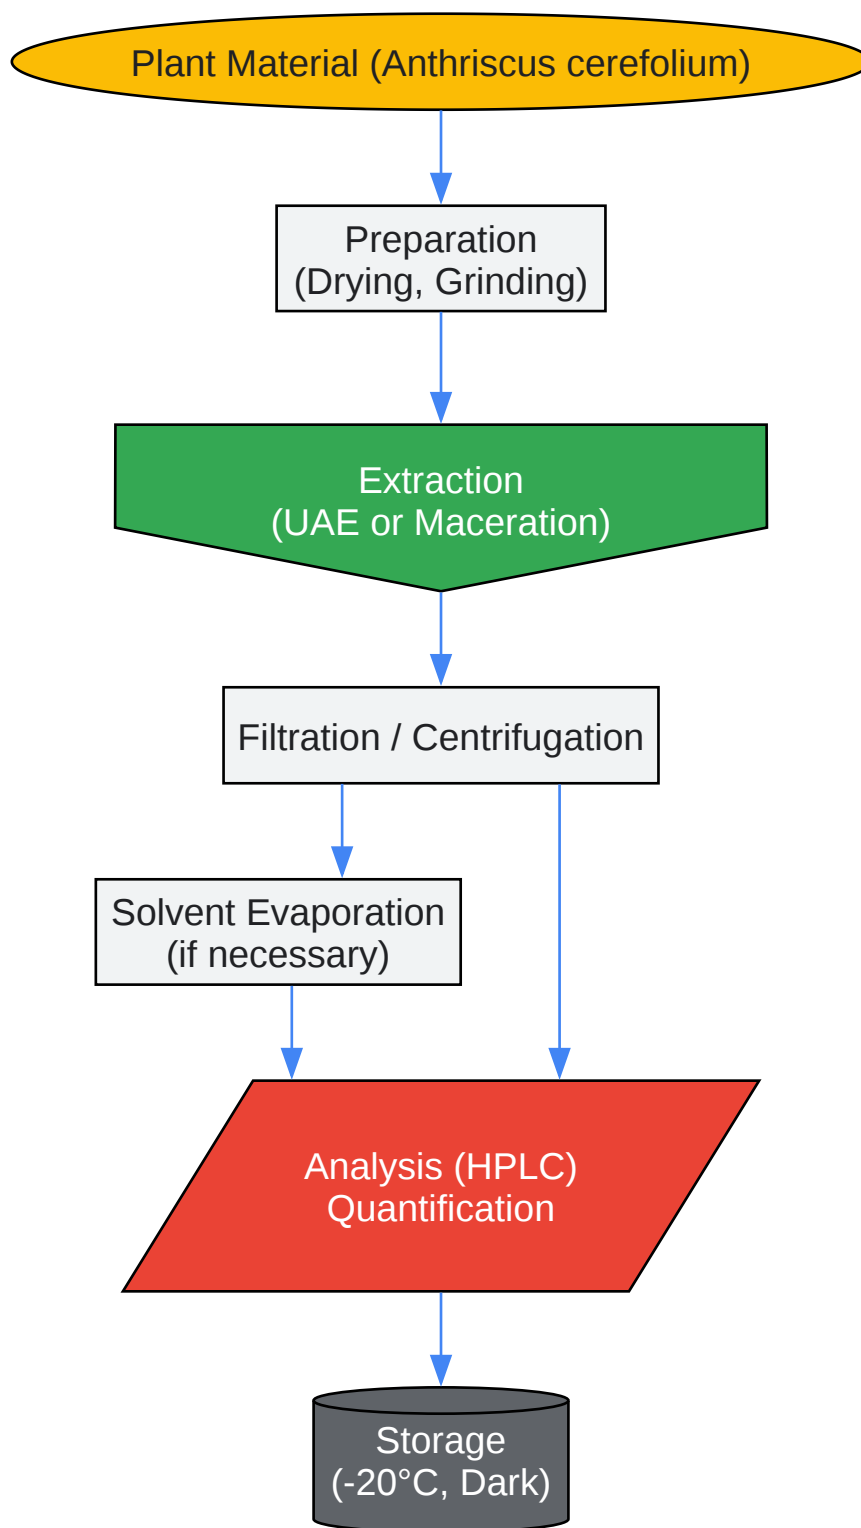 Plant Material (Anthriscus cerefolium)
Preparation
(Drying, Grinding)
Extraction
(UAE or Maceration)
Filtration / Centrifugation
Solvent Evaporation
(if necessary)
Analysis (HPLC)
Quantification
Storage
(-20°C, Dark)